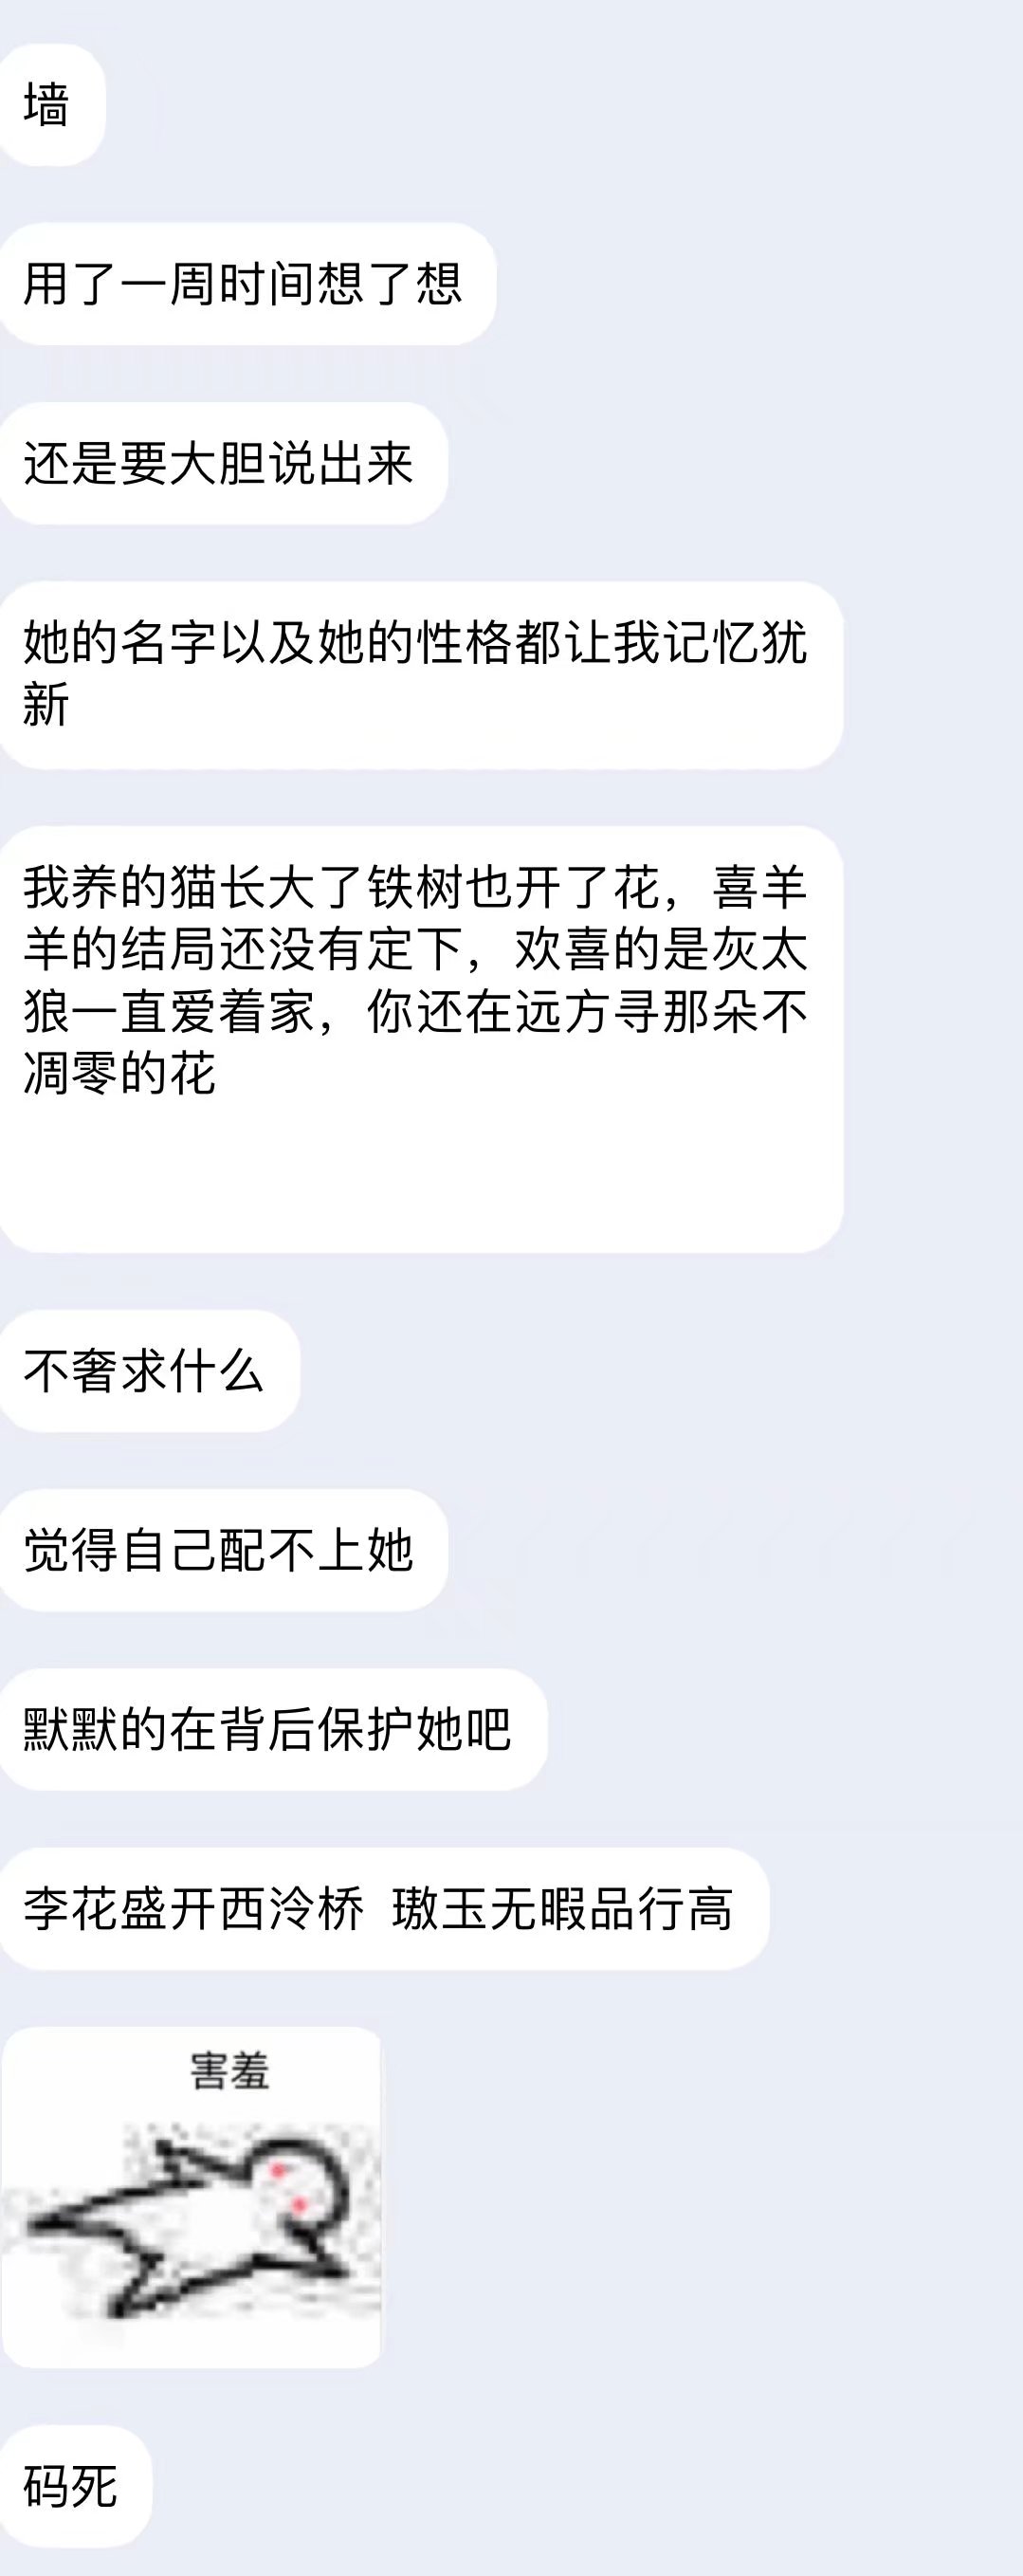 墙
用了一周时间想了想
还是要大胆说出来
她的名字以及她的性格都让我记忆犹
新
我养的猫长大了铁树也开了花，喜羊
羊的结局还没有定下，欢喜的是灰太
狼一直爱着家，你还在远方寻那朵不
凋零的花
不奢求什么
觉得自己配不上她
默默的在背后保护她吧
李花盛开西泠桥 璈玉无暇品行高
害羞
码死